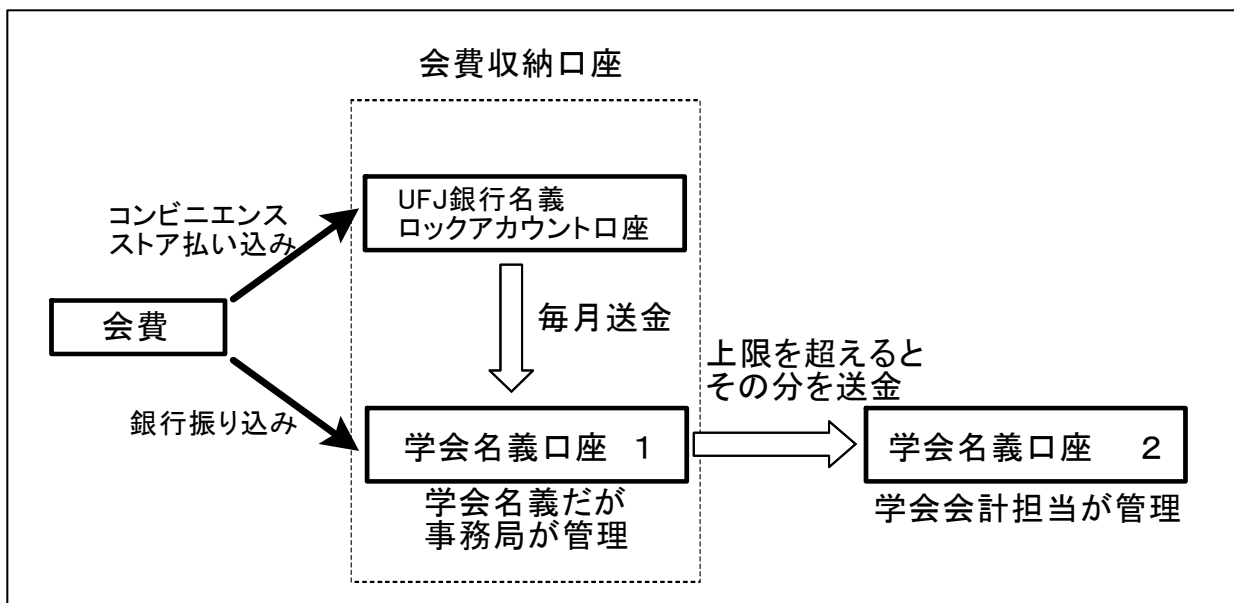 会費収納口座
UFJ銀行名義
ロックアカウント口座
コンビニエンス
ストア払い込み
会費
毎月送金
上限を超えると
その分を送金
銀行振り込み
学会名義口座 1
学会名義口座 2
学会名義だが
事務局が管理
学会会計担当が管理